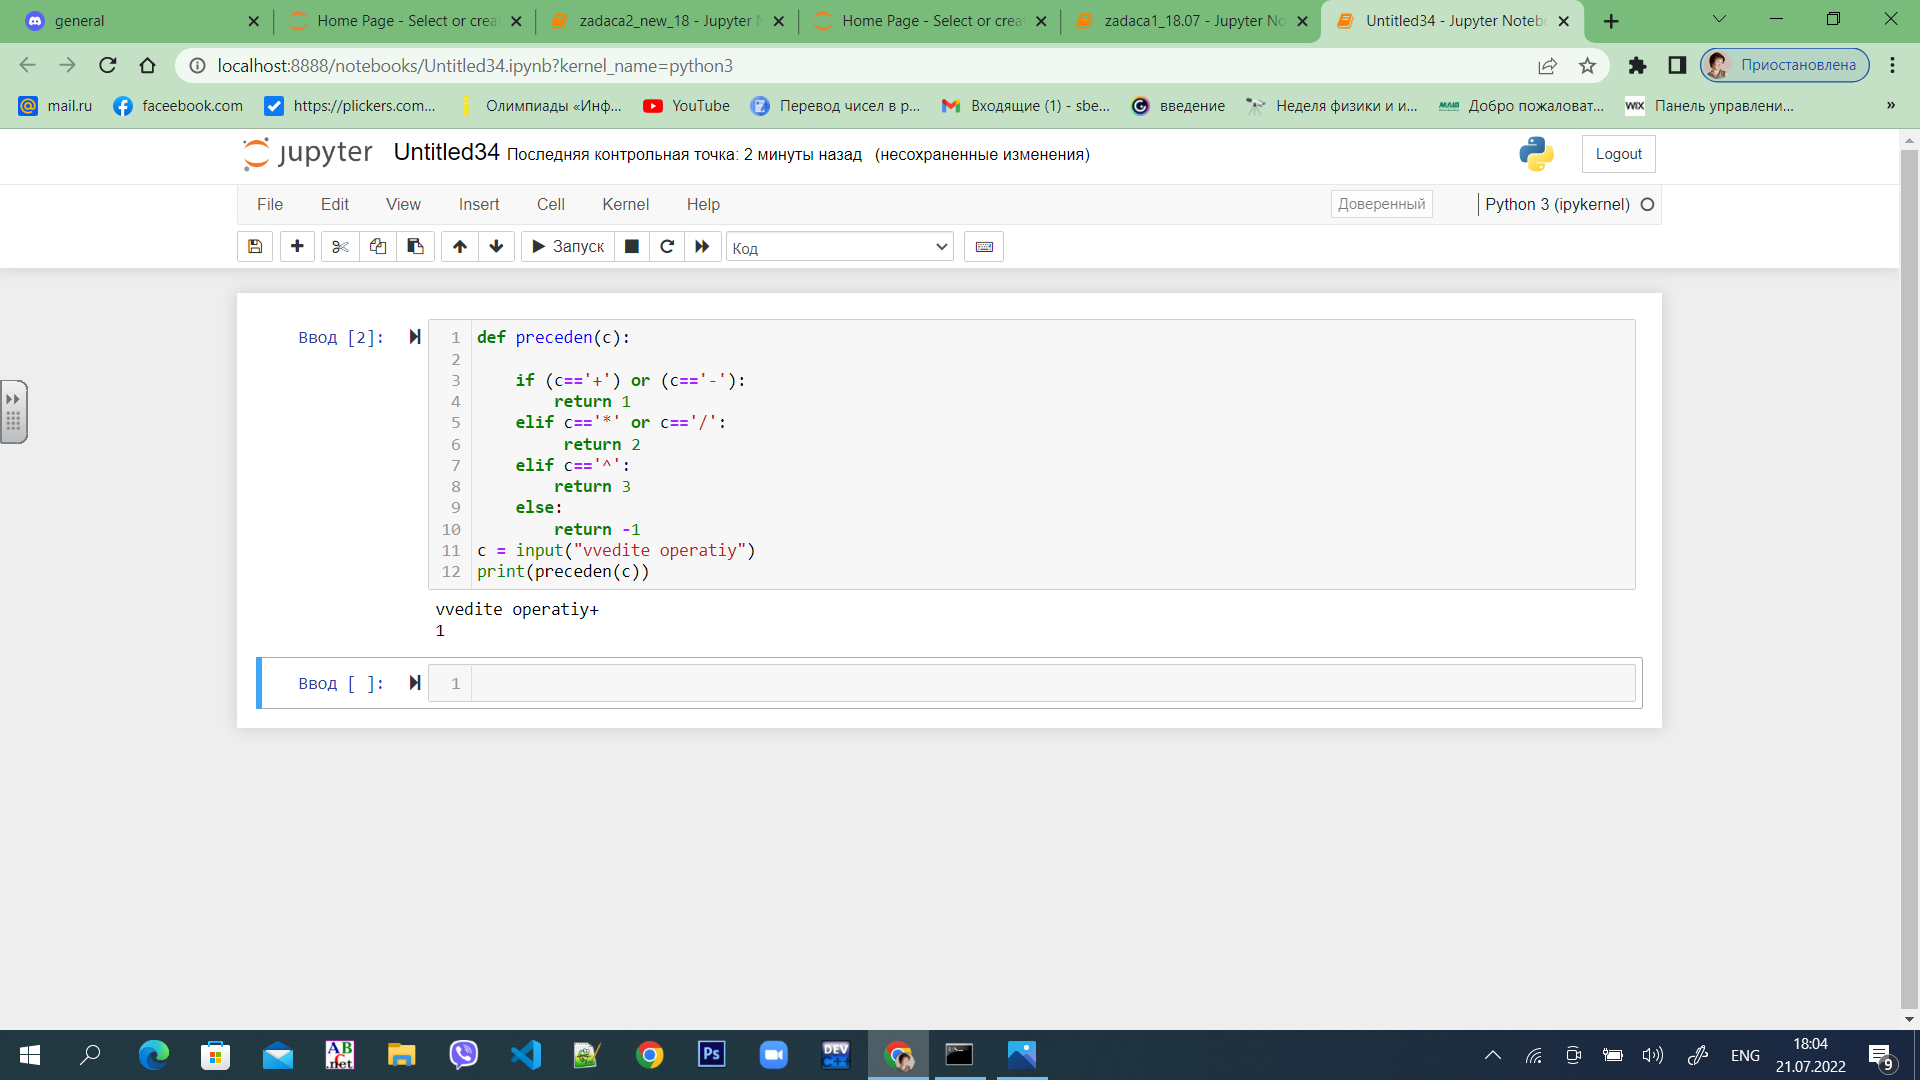 general
Home Page - Select or crea
zadaca2_new_18 - Jupyter N
Home Page - Select or crea
zadaca1_18.07 - Jupyter No
Untitled34 - Jupyter Noteb
localhost:8888/notebooks/Untitled34.ipynb?kernel_name=python3
Приостановлена
mail.ru
faceebook.com
https://plickers.com...
Олимпиады «Инф...
YouTube
Перевод чисел в р...
Входящие (1) - sbe...
введение
Неделя физики и и...
Добро пожаловат...
WIX
Панель управлени...
»
jupyter Untitled34 Последняя контрольная точка: 2 минуты назад (несохраненные изменения)
Logout
File Edit View Insert Cell Kernel Help
Доверенный
Python 3 (ipykernel)
Запуск
Код
Ввод [2]:
1 def preceden(c):
2
3 if (c=='+') or (c=='-'):
4 return 1
5 elif c=='*' or c=='/':
6 return 2
7 elif c=='^':
8 return 3
9 else:
10 return -1
11 c = input("vvedite operatiy")
12 print(preceden(c))
vvedite operatiy+
1
Ввод [ ]:
1
AB
.net
Ps
DEV
C++
ENG
18:04
21.07.2022
9